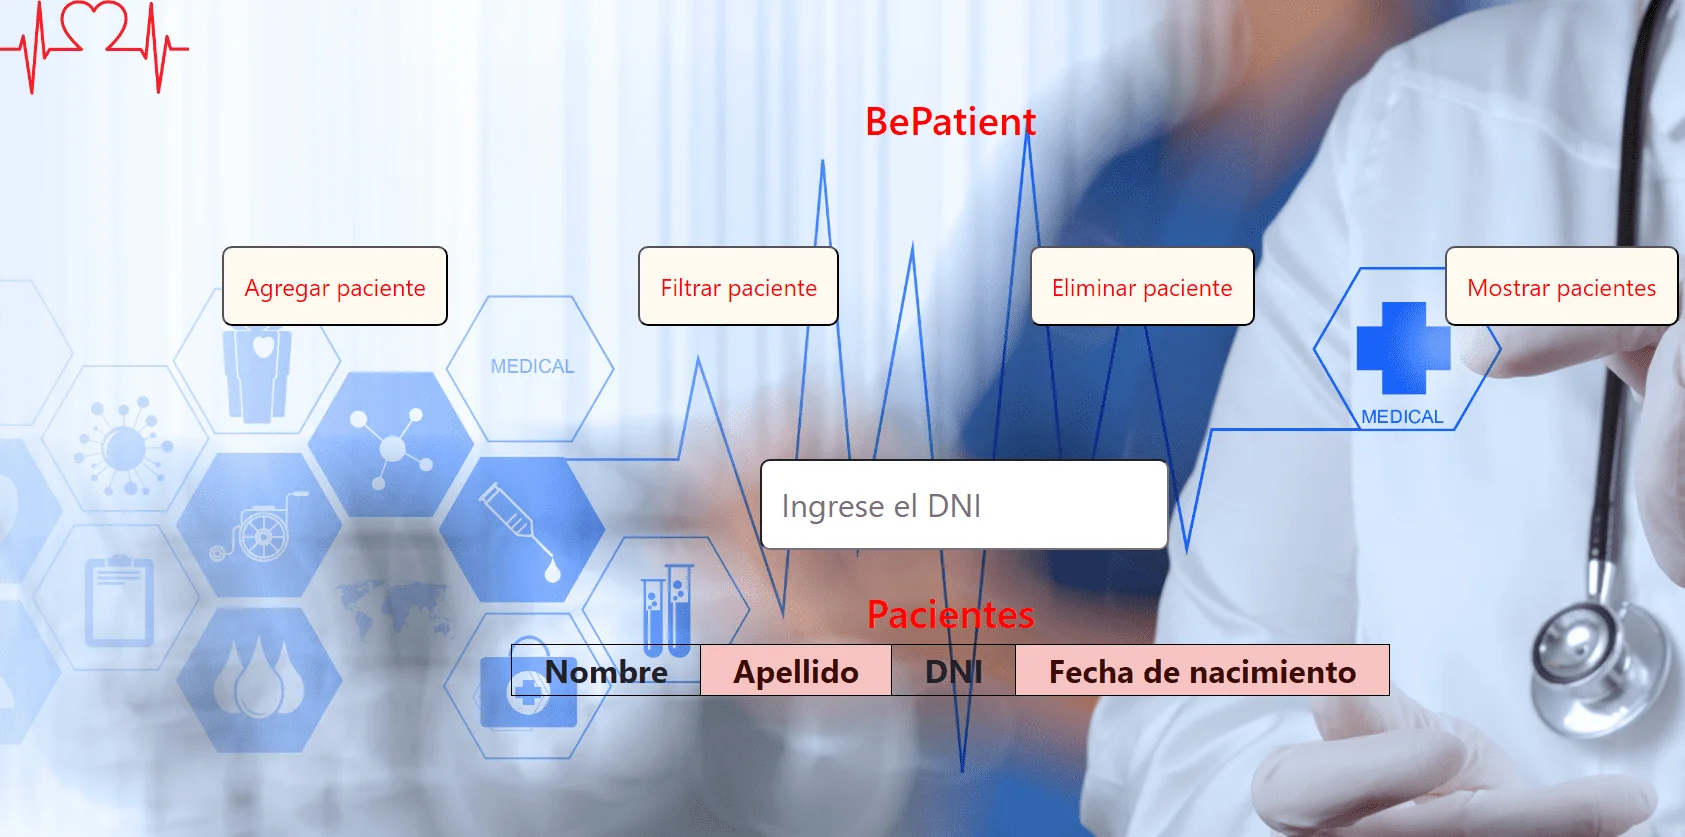 BePatient
Agregar paciente
Filtrar paciente
Eliminar paciente
Mostrar pacientes
MEDICAL
MEDICAL
Ingrese el DNI
Pacientes
Nombre Apellido DNI Fecha de nacimiento